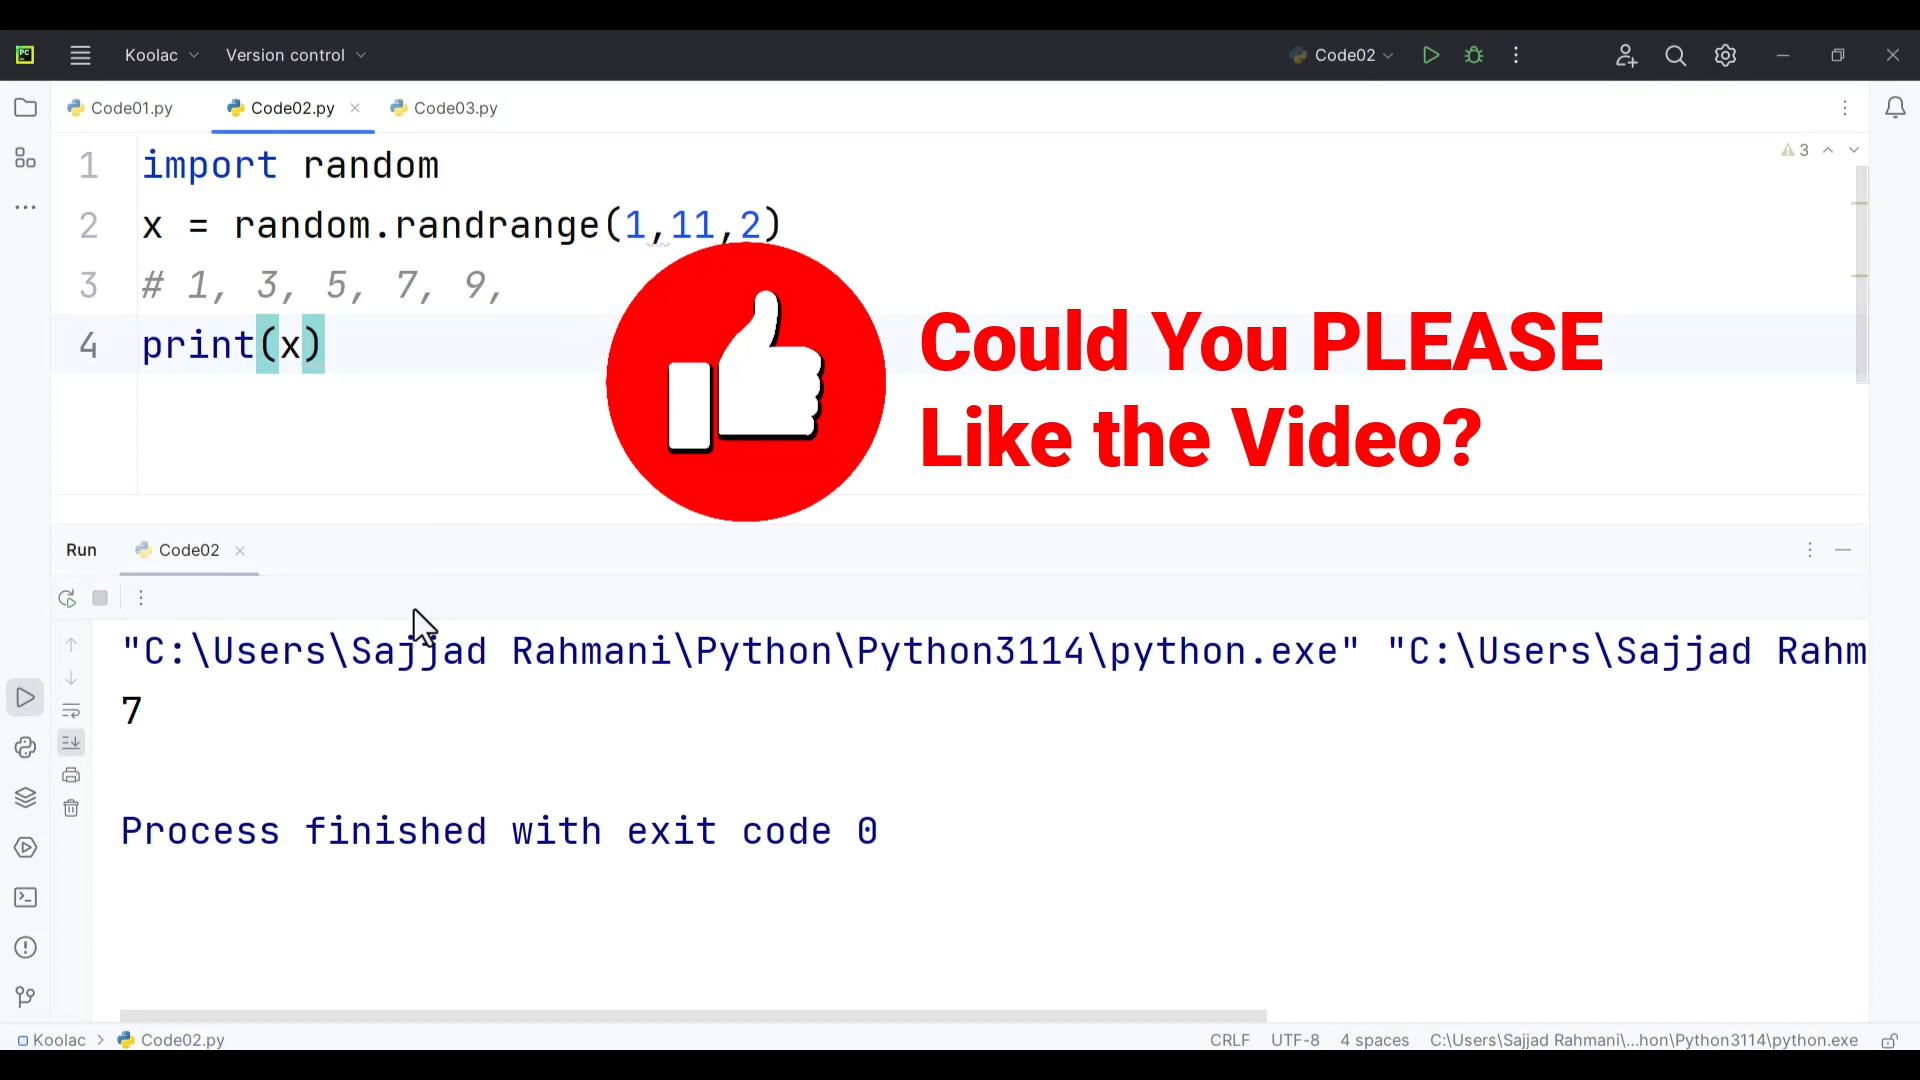 PC
Koolac
Version control
Code02
Code01.py
Code02.py
Code03.py
3
1 import random
2 x = random.randrange(1,11,2)
3 # 1, 3, 5, 7, 9,
4 print(x)
Could You PLEASE
Like the Video?
Run
Code02
"C:\Users\Sajjad Rahmani\Python\Python3114\python.exe" "C:\Users\Sajjad Rahm
7
Process finished with exit code 0
Koolac > Code02.py
CRLF
UTF-8
4 spaces
C:\Users\Sajjad Rahmani\...hon\Python3114\python.exe